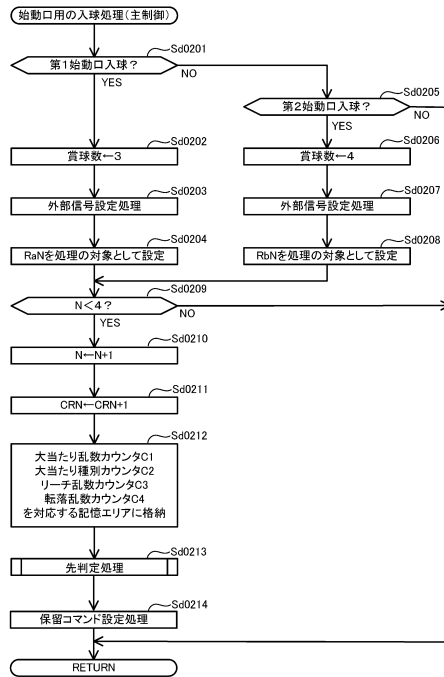 始動口用の入球処理(主制御)
Sd0201
第1始動口入球?
NO
YES
Sd0205
第2始動口入球?
NO
YES
Sd0202
賞球数←3
Sd0206
賞球数←4
Sd0203
外部信号設定処理
Sd0207
外部信号設定処理
Sd0204
RaNを処理の対象として設定
Sd0208
RbNを処理の対象として設定
Sd0209
N<4?
NO
YES
Sd0210
N←N+1
Sd0211
CRN←CRN+1
Sd0212
大当たり乱数カウンタC1
大当たり種別カウンタC2
リーチ乱数カウンタC3
転落乱数カウンタC4
を対応する記憶エリアに格納
Sd0213
先判定処理
Sd0214
保留コマンド設定処理
RETURN